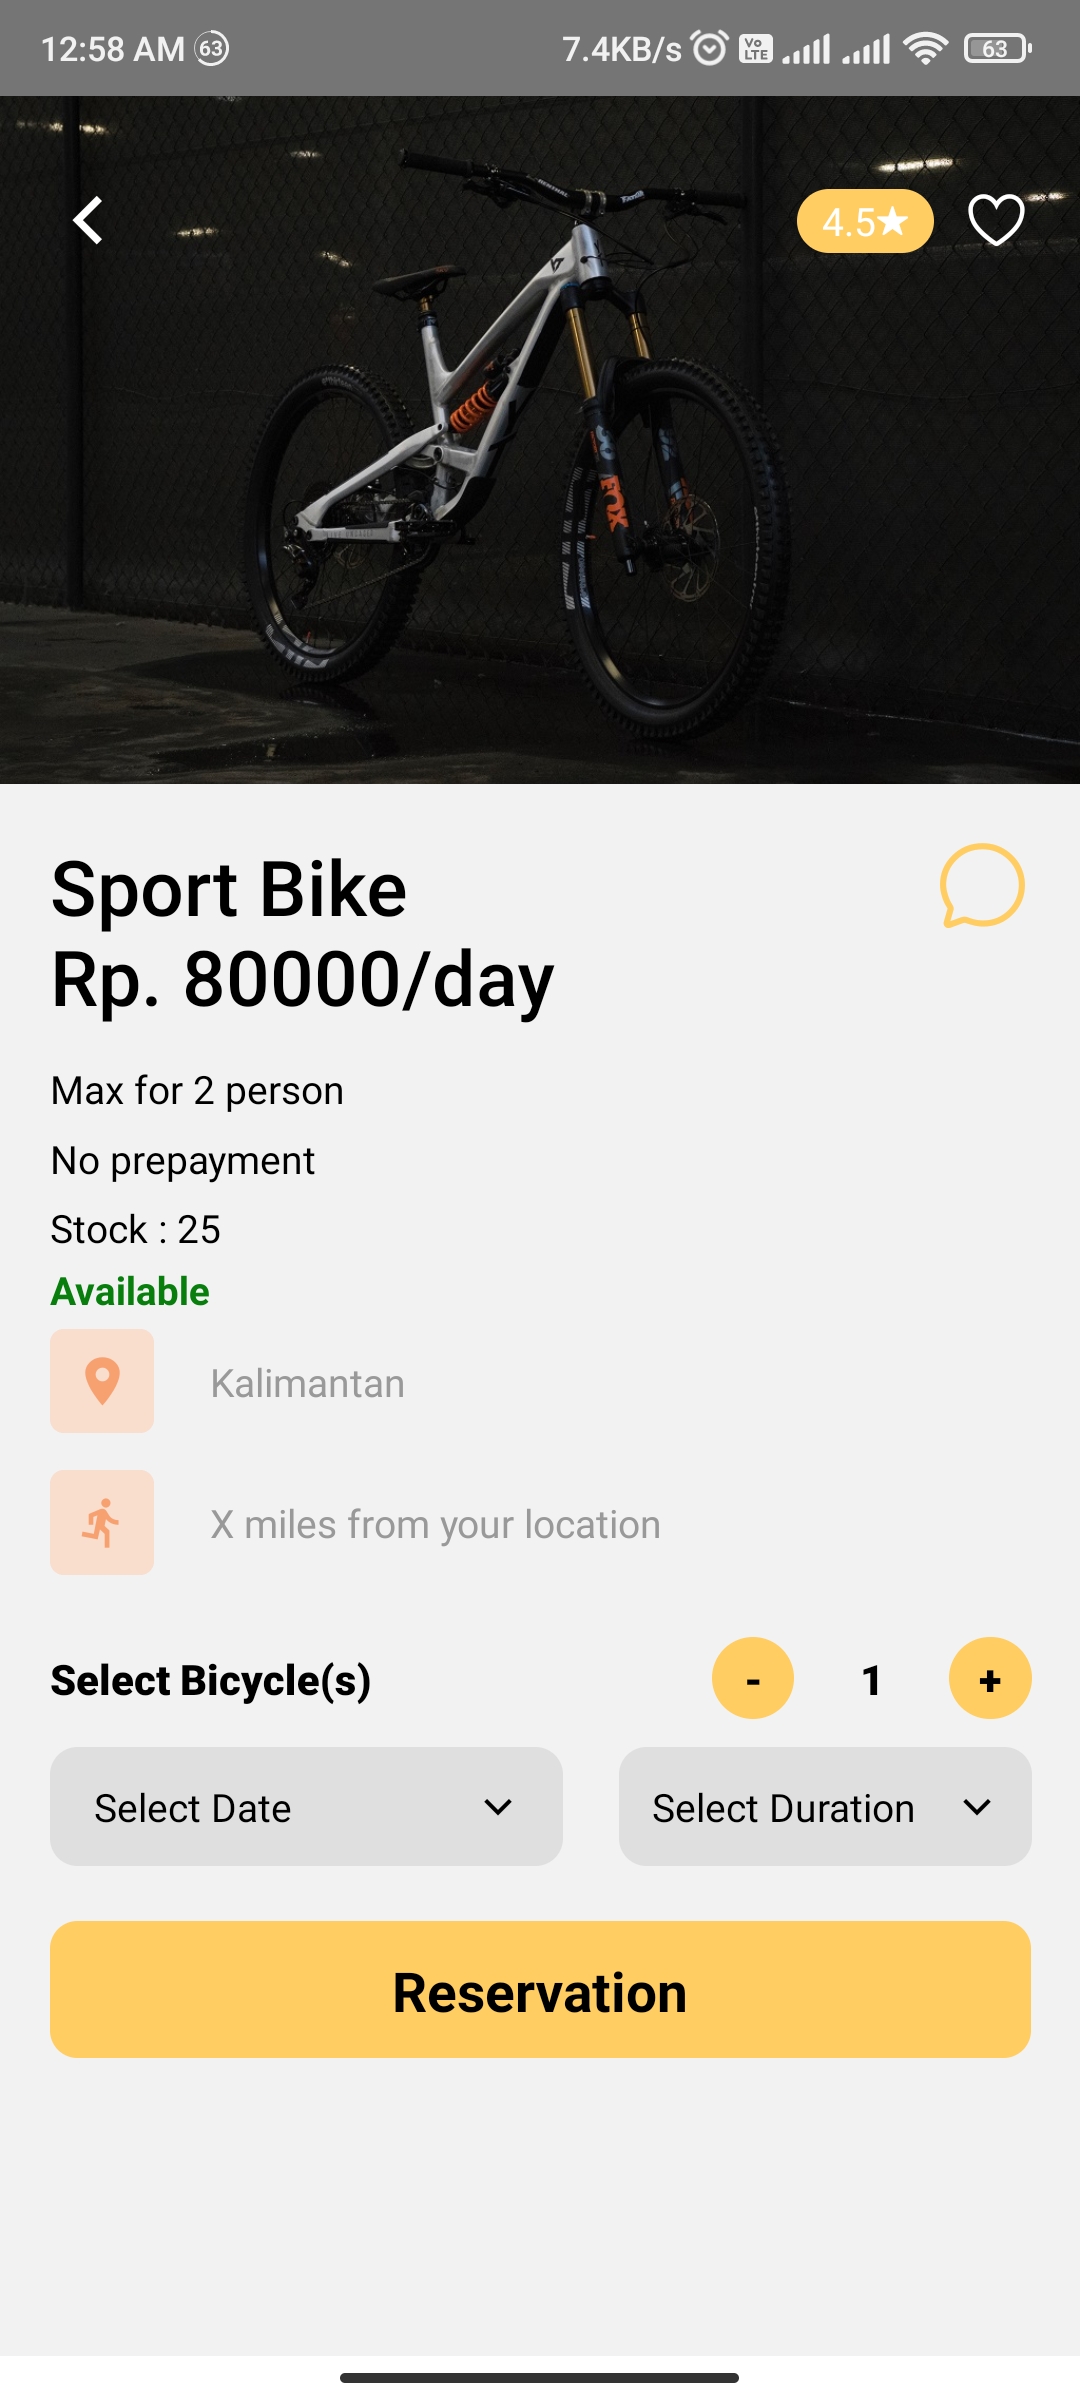 12:58 AM 63 7.4KB/s Vo LTE 63
4.5★
FOX
Sport Bike
Rp. 80000/day
Max for 2 person
No prepayment
Stock : 25
Available
Kalimantan
X miles from your location
Select Bicycle(s) - 1 +
Select Date Select Duration
Reservation